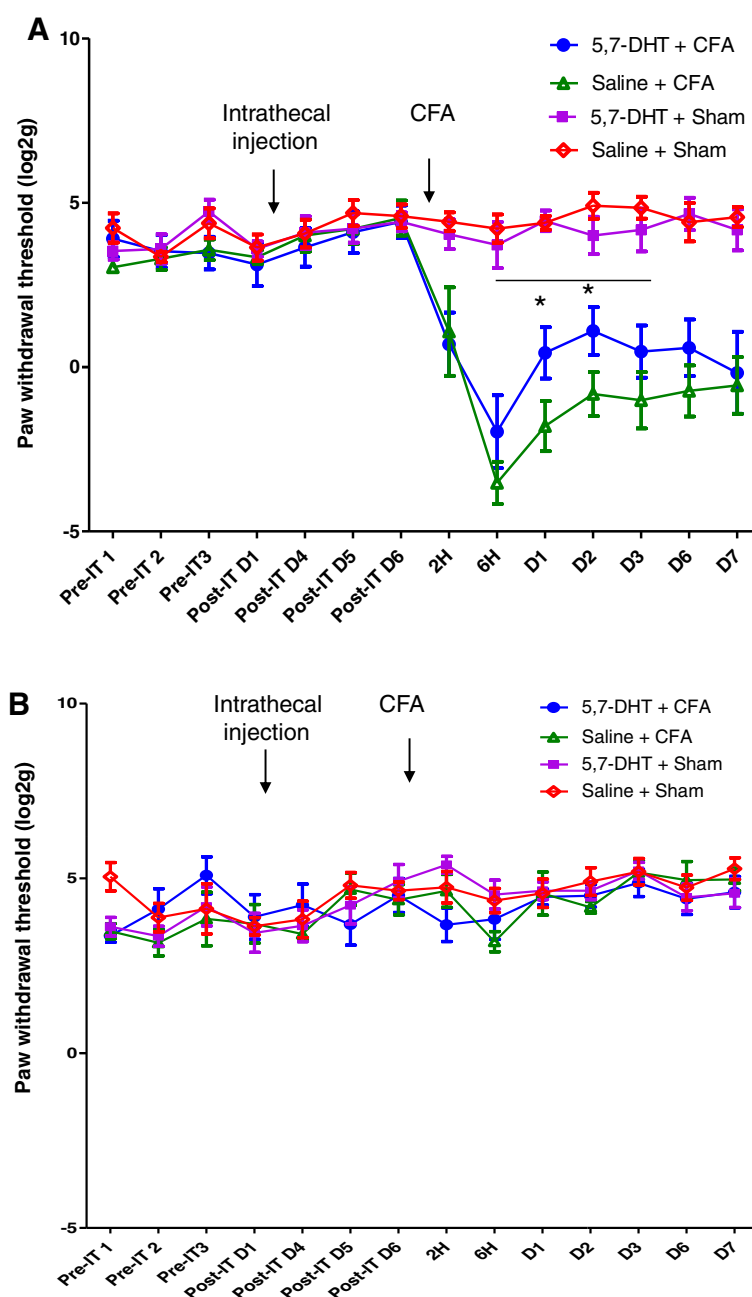 A
10
5
0
-5
Paw withdrawal threshold (log2g)
5,7-DHT + CFA
Saline + CFA
5,7-DHT + Sham
Saline + Sham
Intrathecal
injection
CFA
*
*
Pre-IT 1
Pre-IT 2
Pre-IT3
Post-IT D1
Post-IT D4
Post-IT D5
Post-IT D6
2H
6H
D1
D2
D3
D6
D7
B
10
5
0
-5
Paw withdrawal threshold (log2g)
Intrathecal
injection
CFA
5,7-DHT + CFA
Saline + CFA
5,7-DHT + Sham
Saline + Sham
Pre-IT 1
Pre-IT 2
Pre-IT3
Post-IT D1
Post-IT D4
Post-IT D5
Post-IT D6
2H
6H
D1
D2
D3
D6
D7